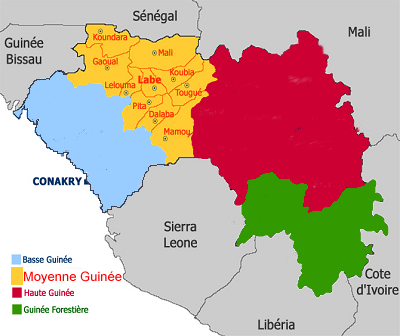 Sénégal
Guinée
Bissau
Mali
Koundara
Mali
Gaoual
Koubia
Labe
Lelouma
Tougué
Pita
Dalaba
Mamou
CONAKRY
Sierra
Leone
Cote
d'Ivoire
Libéria
Basse Guinée
Moyenne Guinée
Haute Guinée
Guinée Forestière